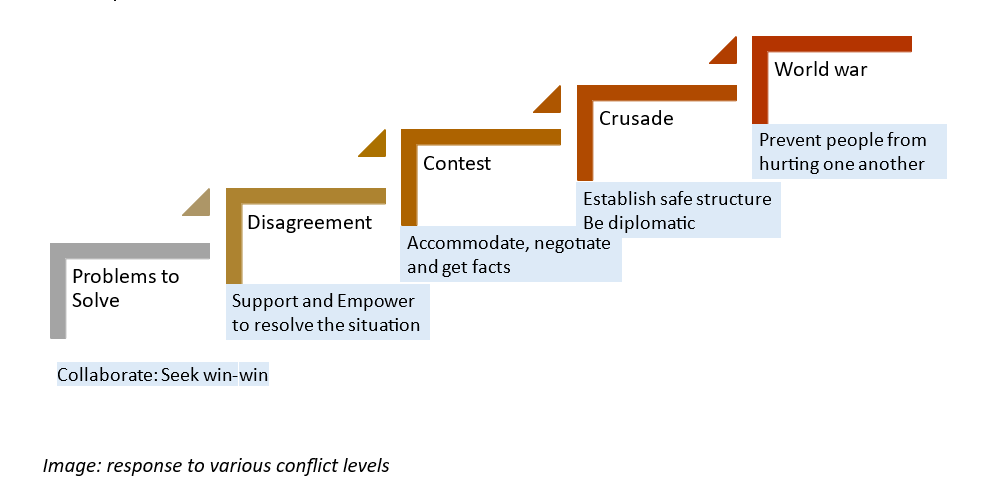 Problems to
Solve
Collaborate: Seek win-win
Disagreement
Support and Empower
to resolve the situation
Contest
Accommodate, negotiate
and get facts
Crusade
Establish safe structure
Be diplomatic
World war
Prevent people from
hurting one another
Image: response to various conflict levels